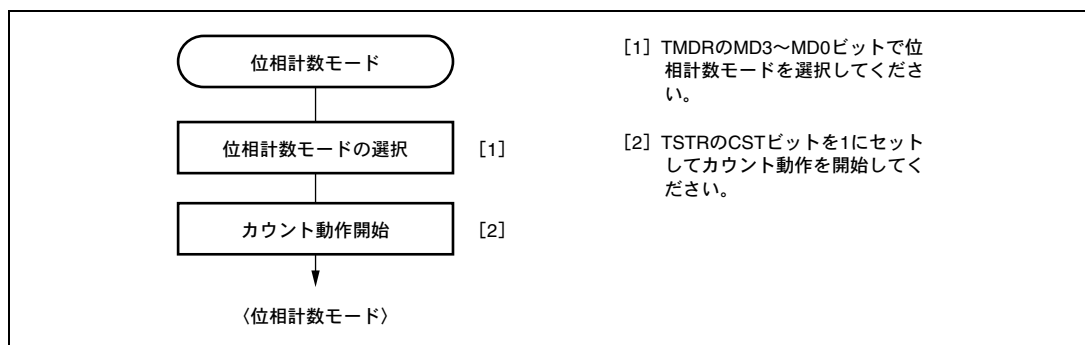 位相計数モード
位相計数モードの選択 [1]
カウント動作開始 [2]
〈位相計数モード〉
[1] TMDRのMD3～MD0ビットで位
相計数モードを選択してくださ
い。
[2] TSTRのCSTビットを1にセット
してカウント動作を開始してく
ださい。